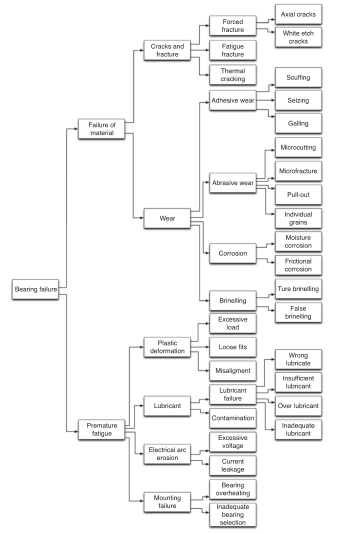 Bearing failure
Failure of
material
Cracks and
fracture
Forced
fracture
Axial cracks
White etch
cracks
Fatigue
fracture
Thermal
cracking
Wear
Adhesive wear
Scuffing
Seizing
Galling
Abrasive wear
Microcutting
Microfracture
Pull-out
Individual
grains
Corrosion
Moisture
corrosion
Frictional
corrosion
Brinelling
Ture brinelling
False
brinelling
Premature
fatigue
Plastic
deformation
Excessive
load
Loose fits
Misaligment
Lubricant
Lubricant
failure
Wrong
lubricate
Insufficient
lubricant
Over lubricant
Inadequate
lubricant
Contamination
Electrical arc
erosion
Excessive
voltage
Current
leakage
Mounting
failure
Bearing
overheating
Inadequate
bearing
selection